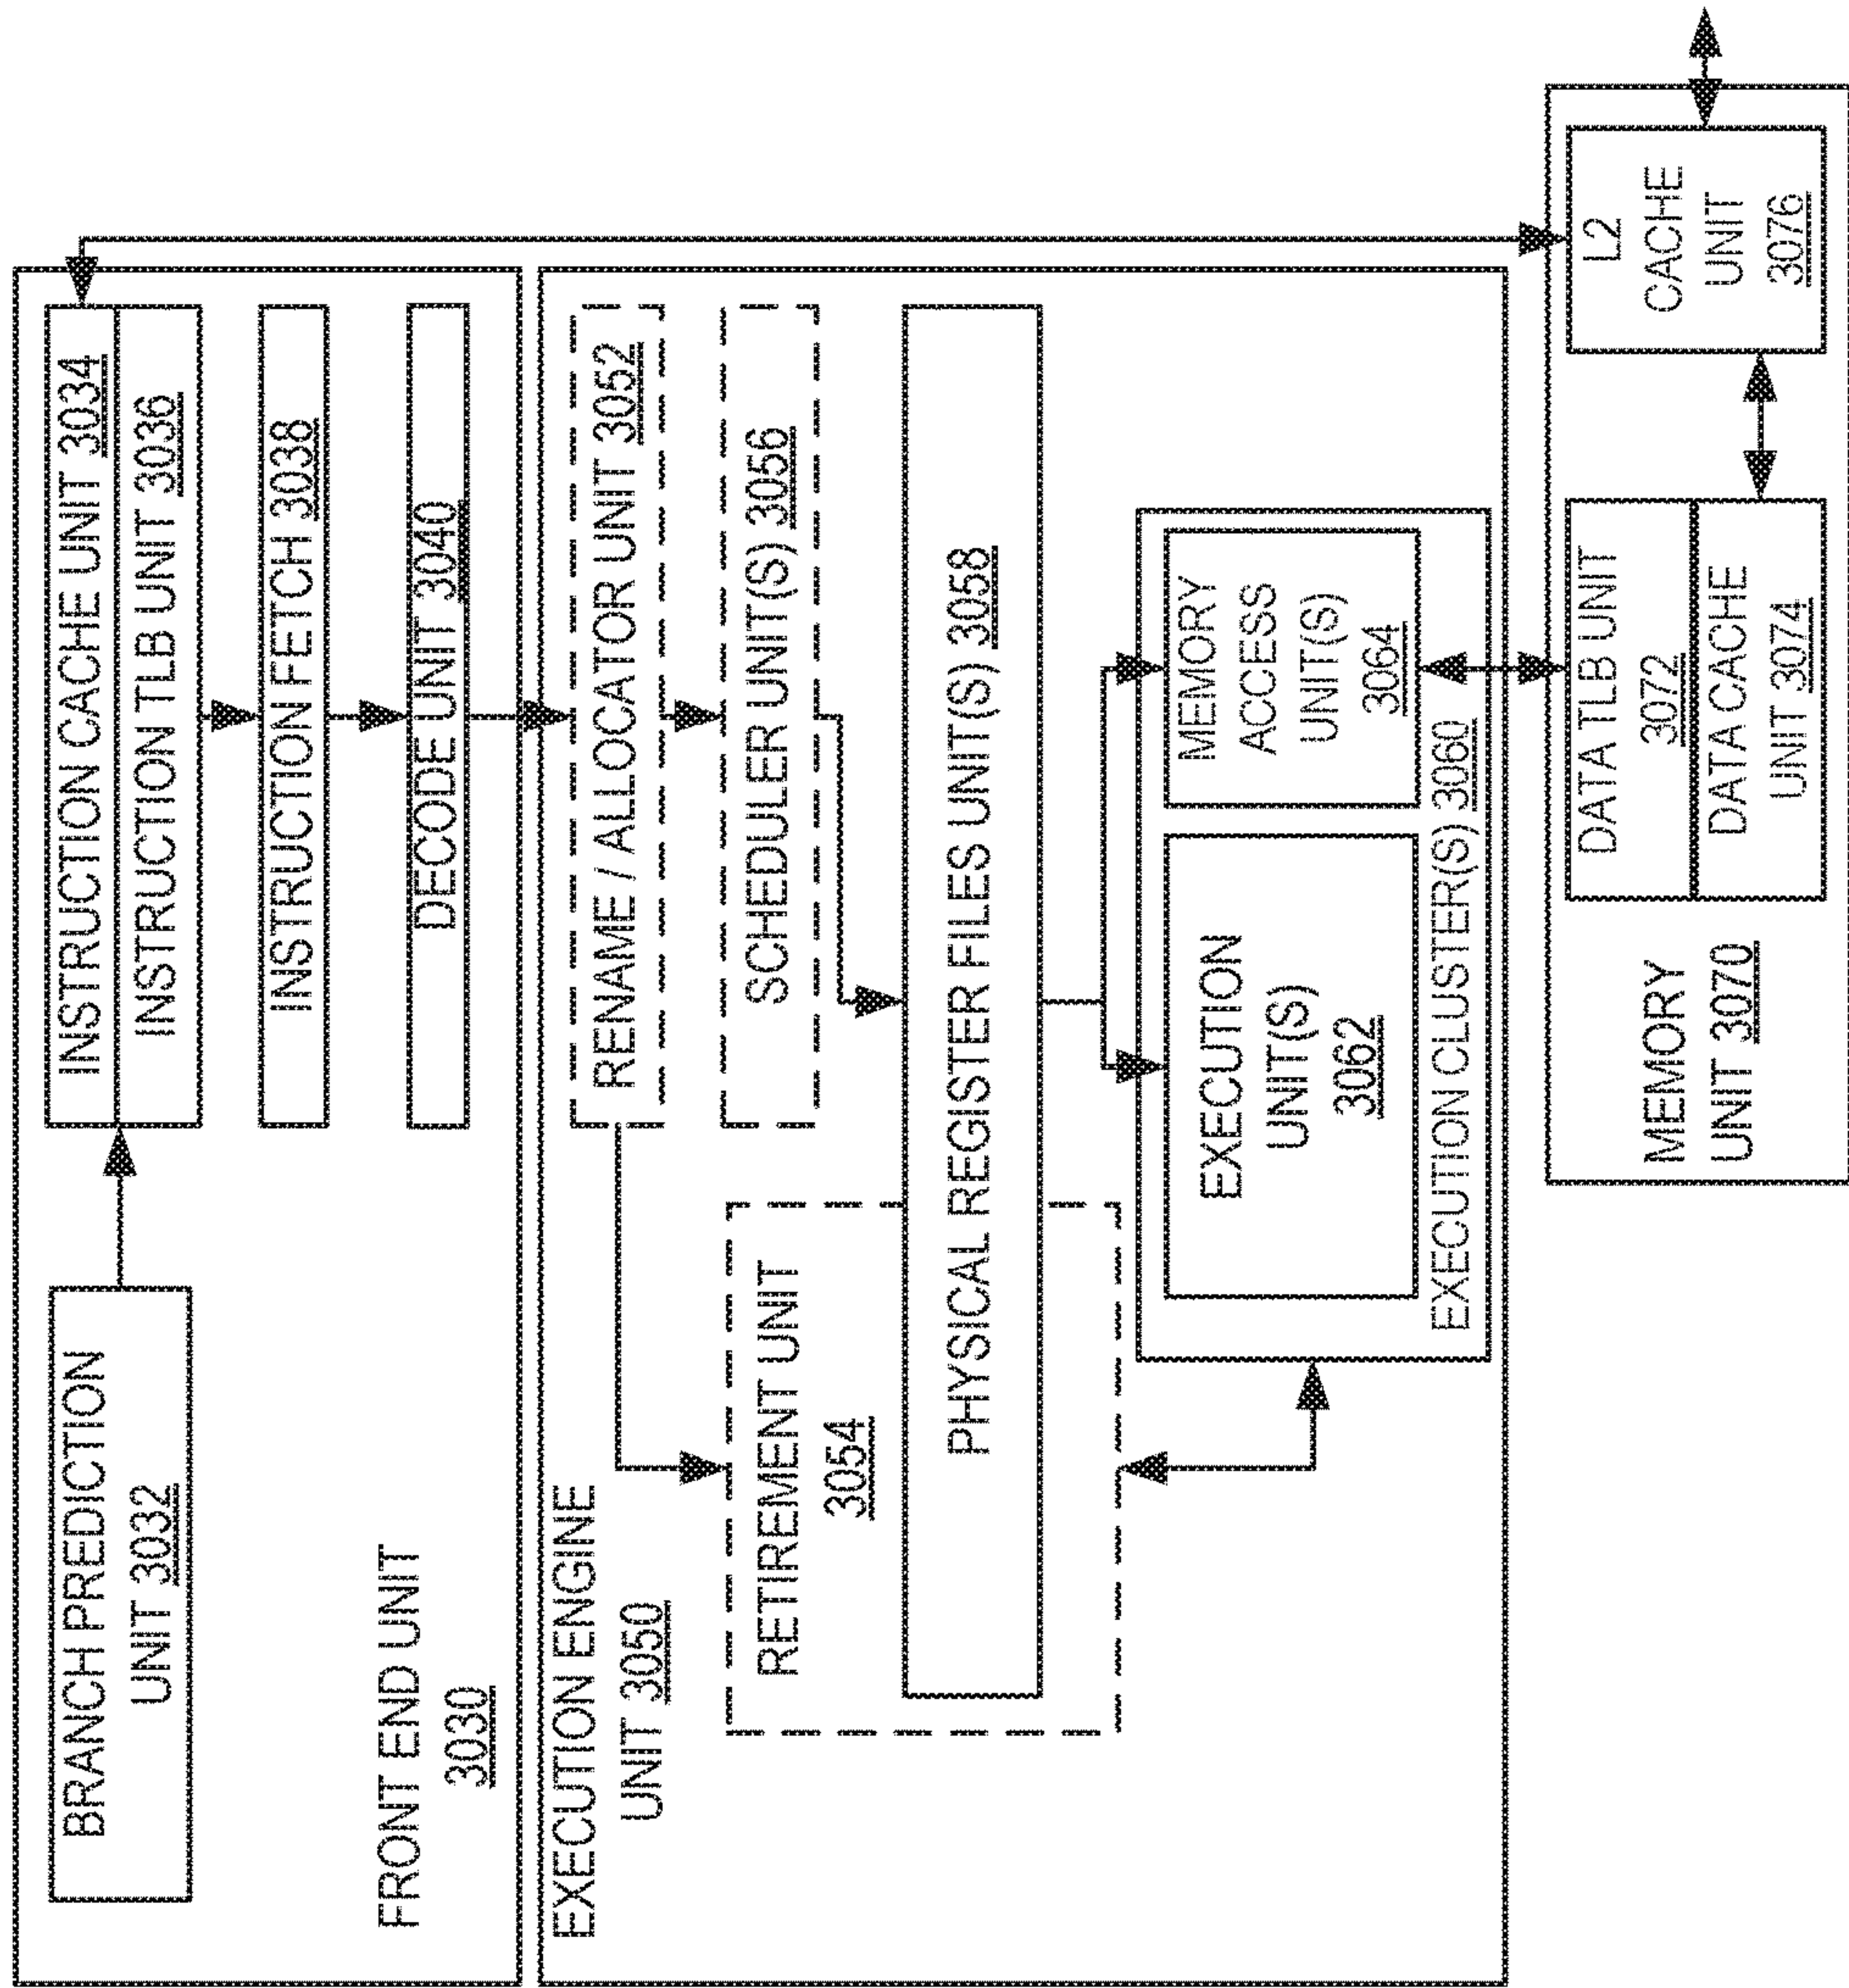 BRANCH PREDICTION
UNIT 3032
INSTRUCTION CACHE UNIT 3034
INSTRUCTION TLB UNIT 3036
INSTRUCTION FETCH 3038
DECODE UNIT 3040
FRONT END UNIT
3030
EXECUTION ENGINE
UNIT 3050
RENAME / ALLOCATOR UNIT 3052
RETIREMENT UNIT
3054
SCHEDULER UNIT(S) 3056
PHYSICAL REGISTER FILES UNIT(S) 3058
EXECUTION
UNIT(S)
3062
MEMORY
ACCESS
UNIT(S)
3064
EXECUTION CLUSTER(S) 3060
MEMORY
UNIT 3070
DATA TLB UNIT
3072
DATA CACHE
UNIT 3074
L2
CACHE
UNIT
3076